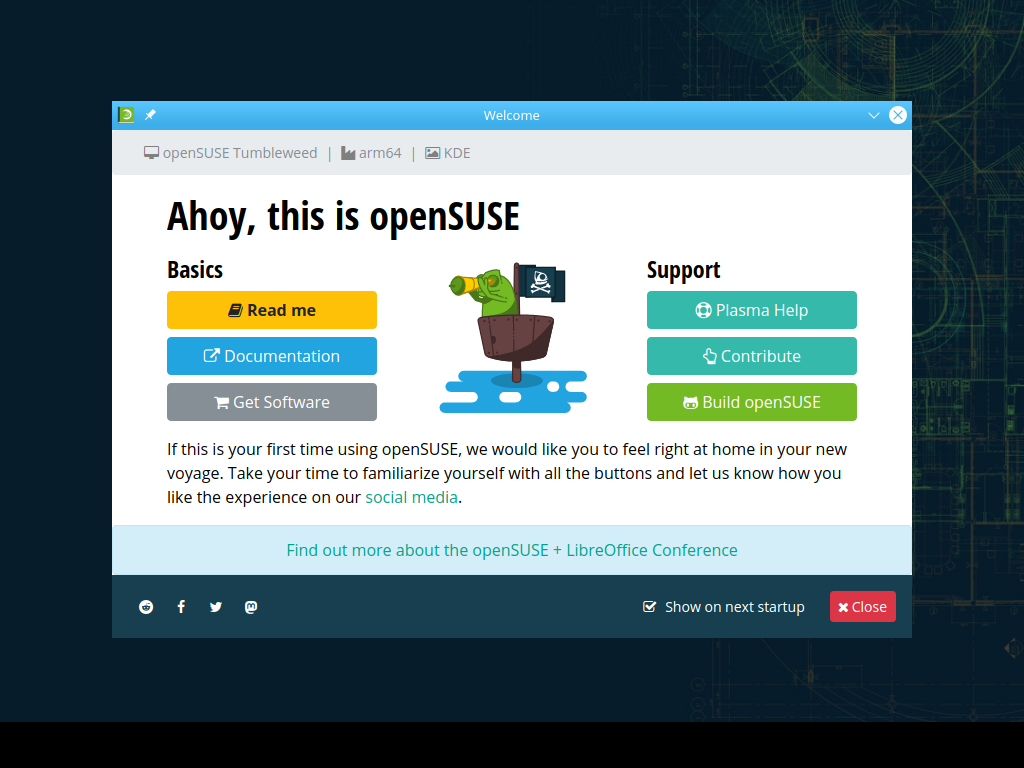 Welcome
openSUSE Tumbleweed | arm64 | KDE
Ahoy, this is openSUSE
Basics
Read me
Documentation
Get Software
Support
Plasma Help
Contribute
Build openSUSE
If this is your first time using openSUSE, we would like you to feel right at home in your new
voyage. Take your time to familiarize yourself with all the buttons and let us know how you
like the experience on our social media.
Find out more about the openSUSE + LibreOffice Conference
Show on next startup
Close